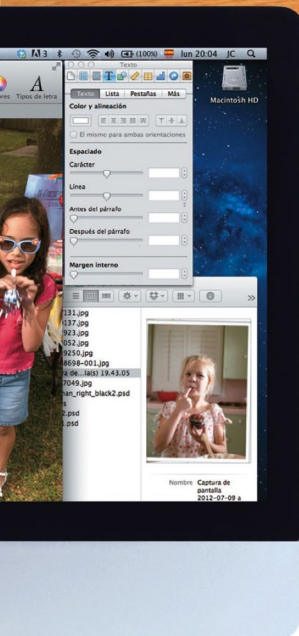 3
(100%)
lun 20:04
JC
res
Tipos de letra
Texto
Macintosh HD
Texto
Lista
Pestañas
Más
Color y alineación
El mismo para ambas orientaciones
Espaciado
Carácter
Línea
Antes del párrafo
Después del párrafo
Margen interno
131.jpg
137.jpg
923.jpg
052.jpg
9250.jpg
8698-001.jpg
ra de...la(s) 19.43.05
7049.jpg
nan_right_black2.psd
s
2.psd
.psd
Nombre
Captura de
pantalla
2012-07-09 a